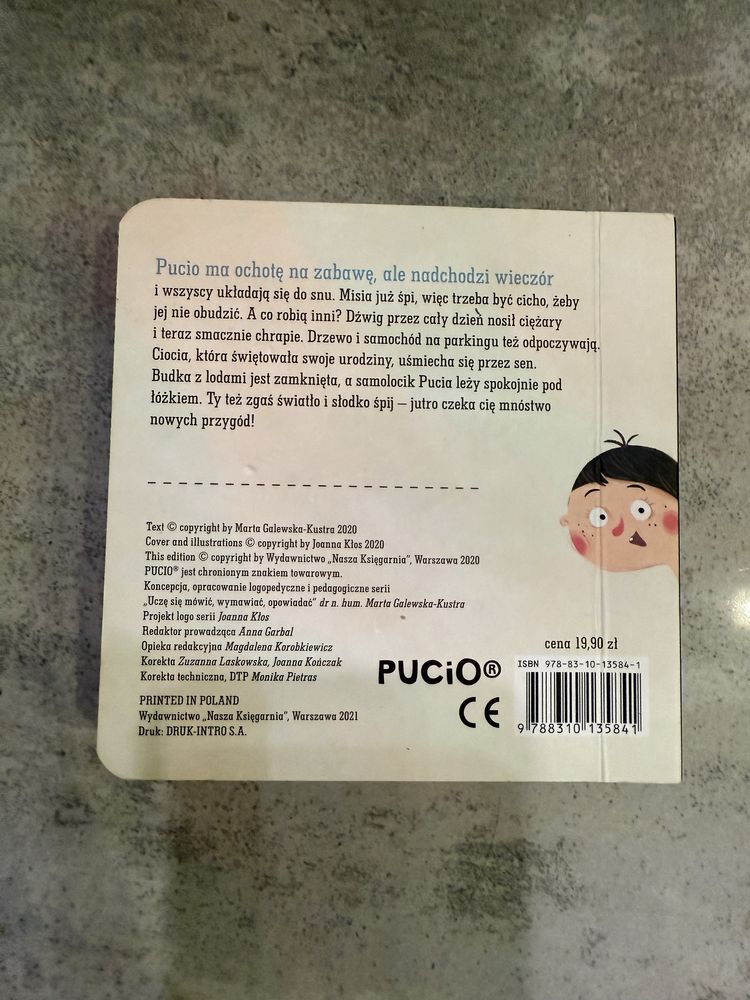 Pucio ma ochotę na zabawę, ale nadchodzi wieczór
i wszyscy układają się do snu. Misia już śpi, więc trzeba być cicho, żeby
jej nie obudzić. A co robią inni? Dźwig przez cały dzień nosił ciężary
i teraz smacznie chrapie. Drzewo i samochód na parkingu też odpoczywają.
Ciocia, która świętowała swoje urodziny, uśmiecha się przez sen.
Budka z lodami jest zamknięta, a samolocik Pucia leży spokojnie pod
łóżkiem. Ty też zgaś światło i słodko śpij – jutro czeka cię mnóstwo
nowych przygód!
Text © copyright by Marta Galewska-Kustra 2020
Cover and illustrations © copyright by Joanna Kłos 2020
This edition © copyright by Wydawnictwo „Nasza Księgarnia”, Warszawa 2020
PUCIO® jest chronionym znakiem towarowym.
Koncepcja, opracowanie logopedyczne i pedagogiczne serii
„Uczę się mówić, wymawiać, opowiadać” dr n. hum. Marta Galewska-Kustra
Projekt logo serii Joanna Kłos
Redaktor prowadząca Anna Garbal
Opieka redakcyjna Magdalena Korobkiewicz
Korekta Zuzanna Laskowska, Joanna Kończak
Korekta techniczna, DTP Monika Pietras
PRINTED IN POLAND
Wydawnictwo „Nasza Księgarnia”, Warszawa 2021
Druk: DRUK-INTRO S.A.
PUCiO®
CE
cena 19,90 zł
ISBN 978-83-10-13584-1
9 788310 135841